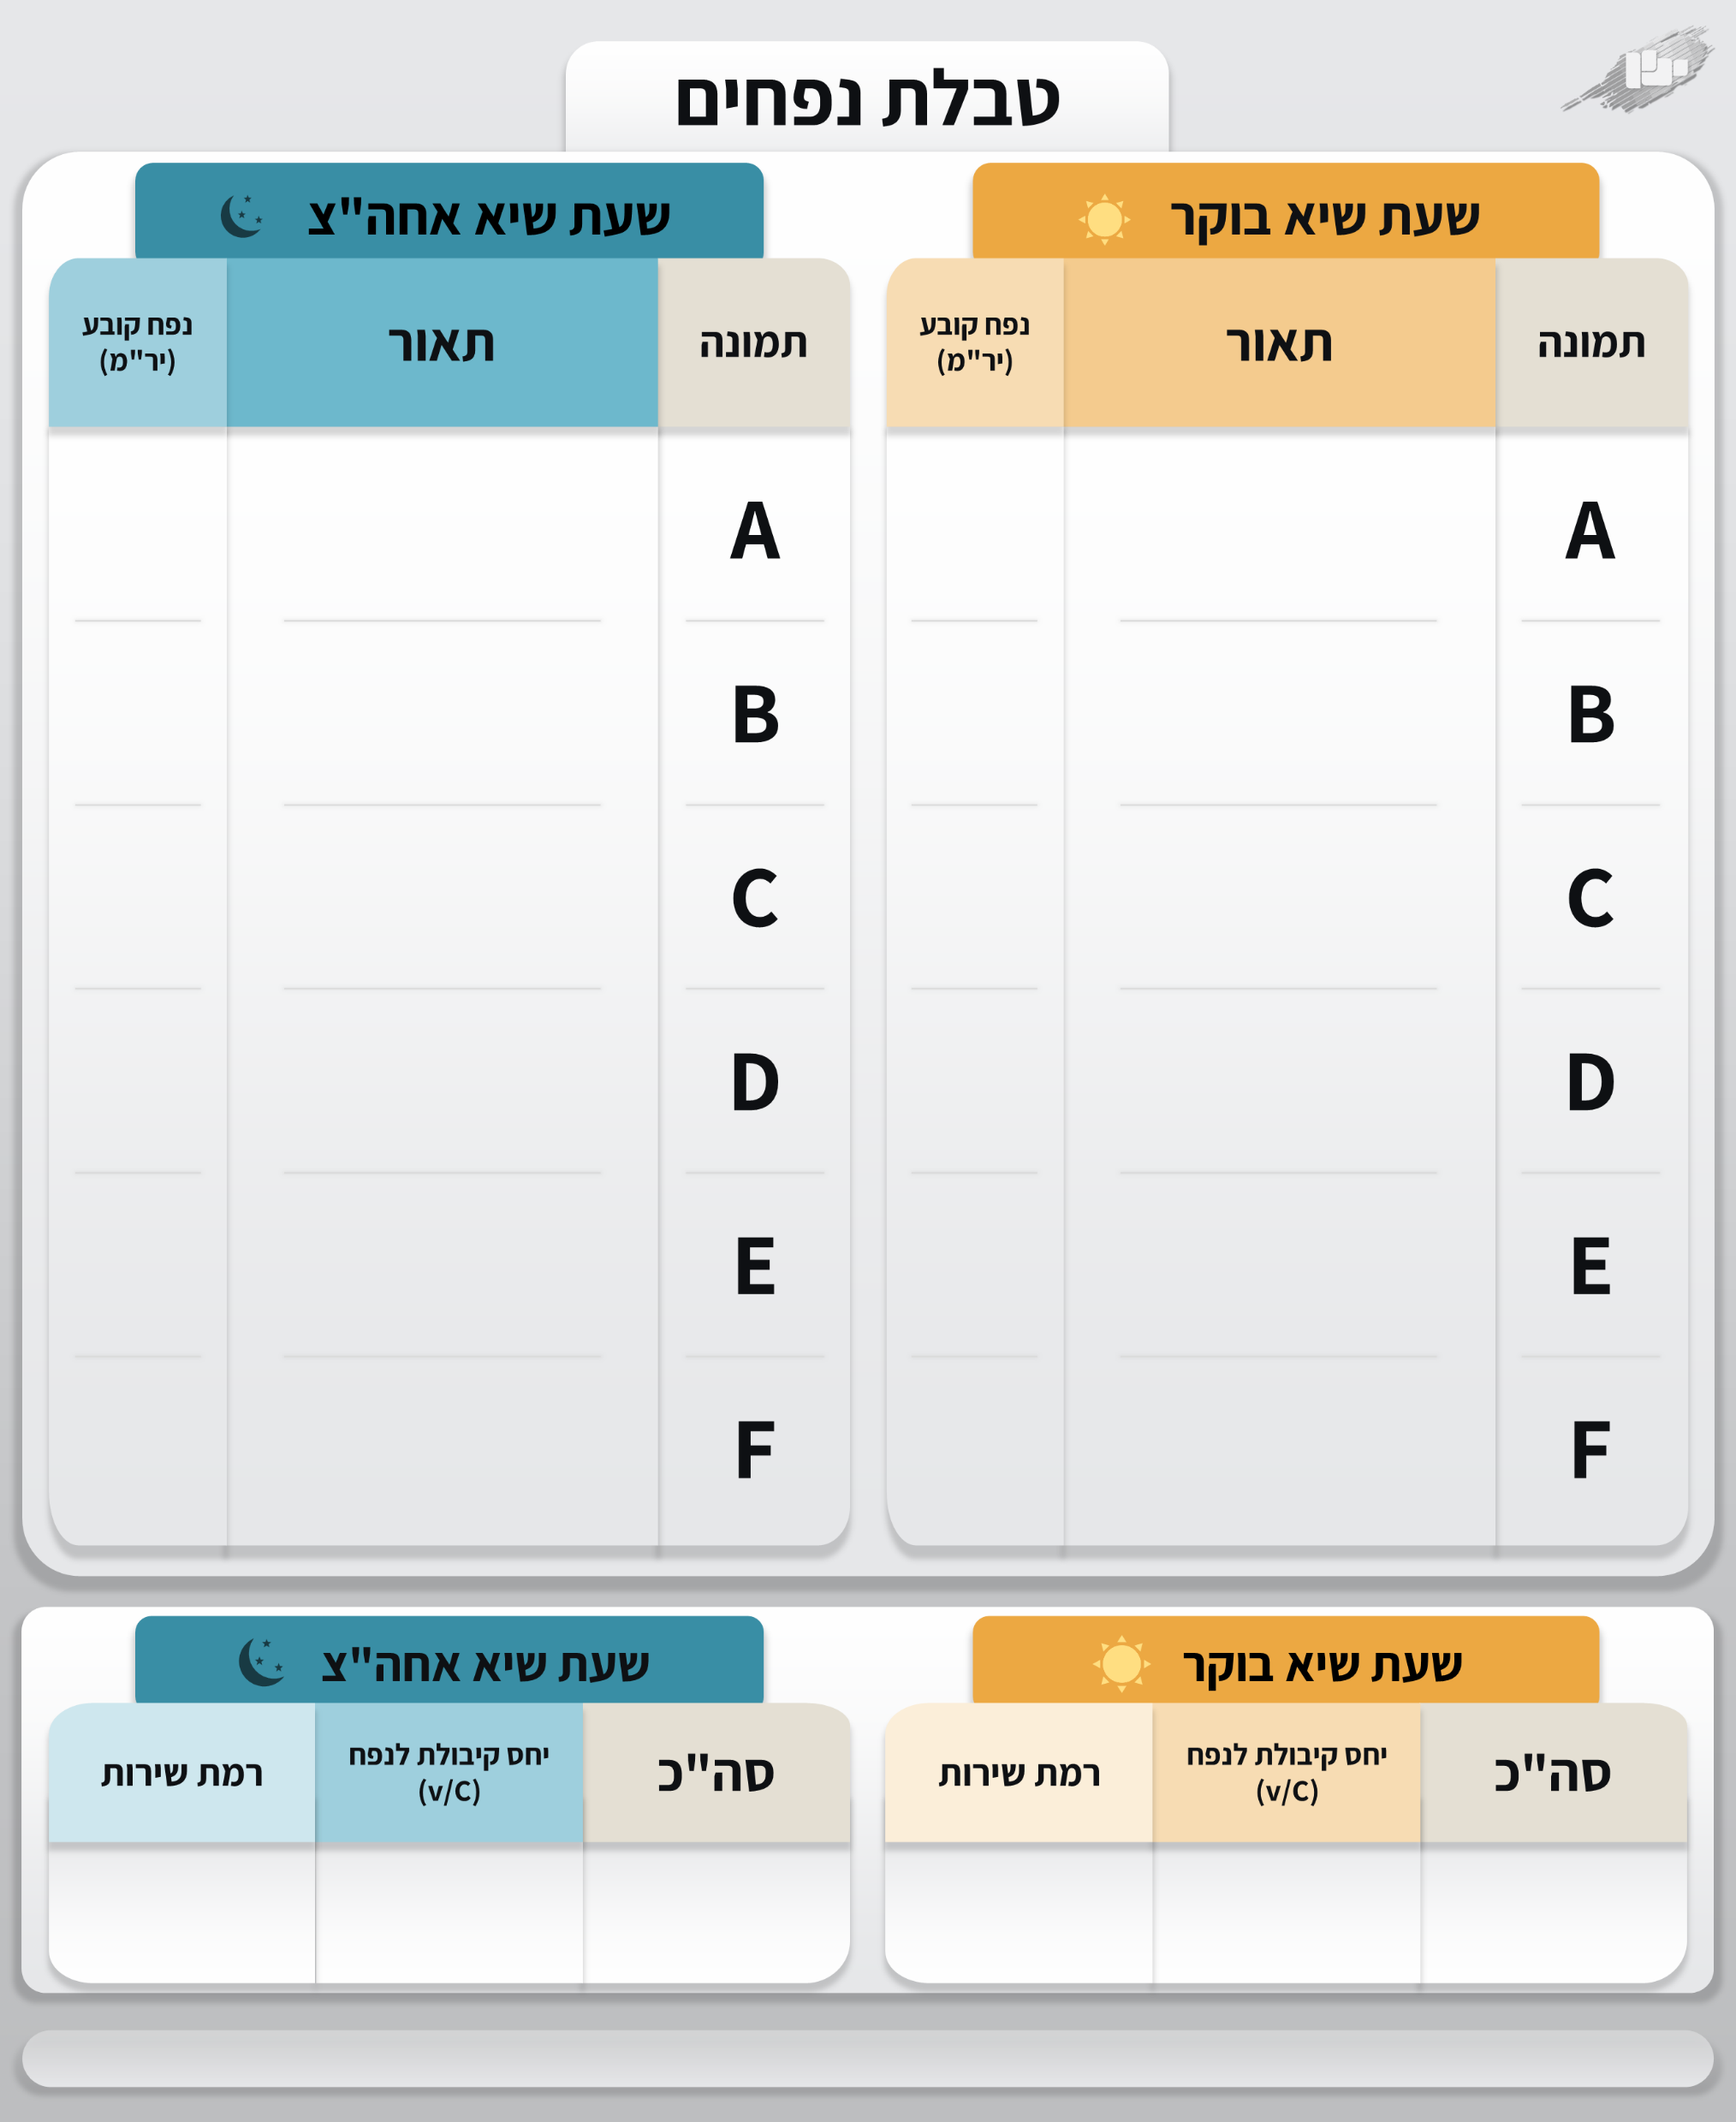 טבלת נפחים
שעת שיא בוקר
תמונה
תאור
נפח קובע
(יר"מ)
A
B
C
D
E
F
שעת שיא אחה"צ
תמונה
תאור
נפח קובע
(יר"מ)
A
B
C
D
E
F
שעת שיא בוקר
סה"כ
יחס קיבולת לנפח
(v/C)
רמת שירות
שעת שיא אחה"צ
סה"כ
יחס קיבולת לנפח
(v/C)
רמת שירות